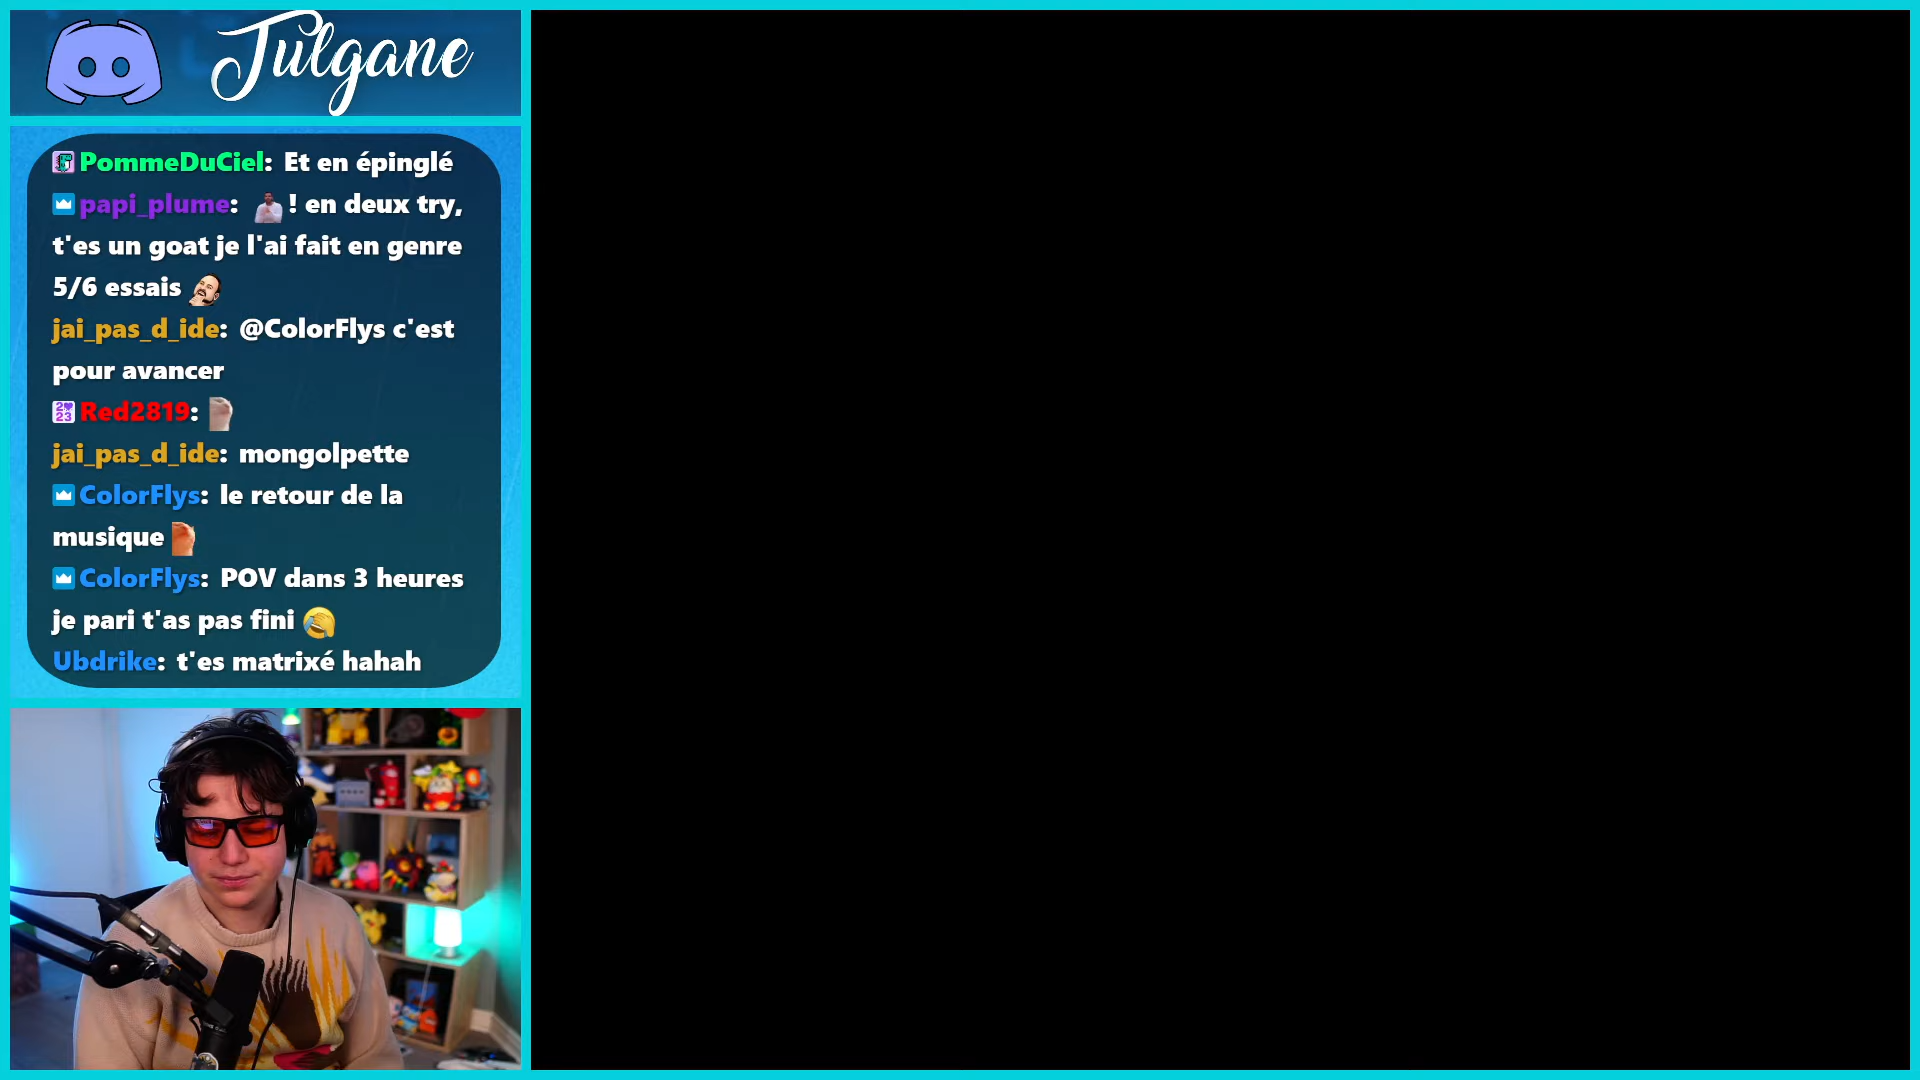 Julgane
PommeDuCiel: Et en épinglé
papi_plume: ! en deux try,
t'es un goat je l'ai fait en genre
5/6 essais
jai_pas_d_ide: @ColorFlys c'est
pour avancer
Red2819:
jai_pas_d_ide: mongolpette
ColorFlys: le retour de la
musique
ColorFlys: POV dans 3 heures
je pari t'as pas fini
Ubdrike: t'es matrixé hahah